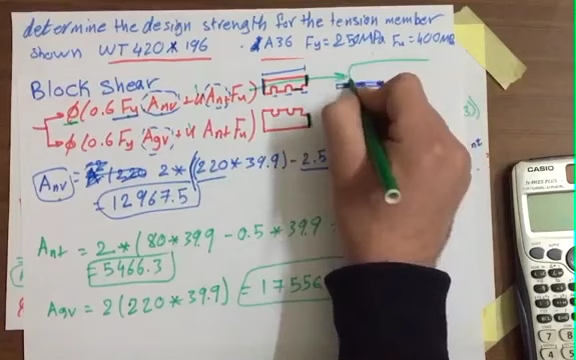 determine the design strength for the tension member
shown WT 420*196 . A36 Fy=250MPa Fu=400MPa
Block Shear
ϕ(0.6 Fu Anv + U Ant Fu)
ϕ(0.6 Fy Agv + U Ant Fu)
Anv = 2*(220*39.9) - 2.5
= 12967.5
Ant = 2*(80*39.9 - 0.5*39.9
= 5466.3
Agv = 2(220*39.9) = 17556
CASIO